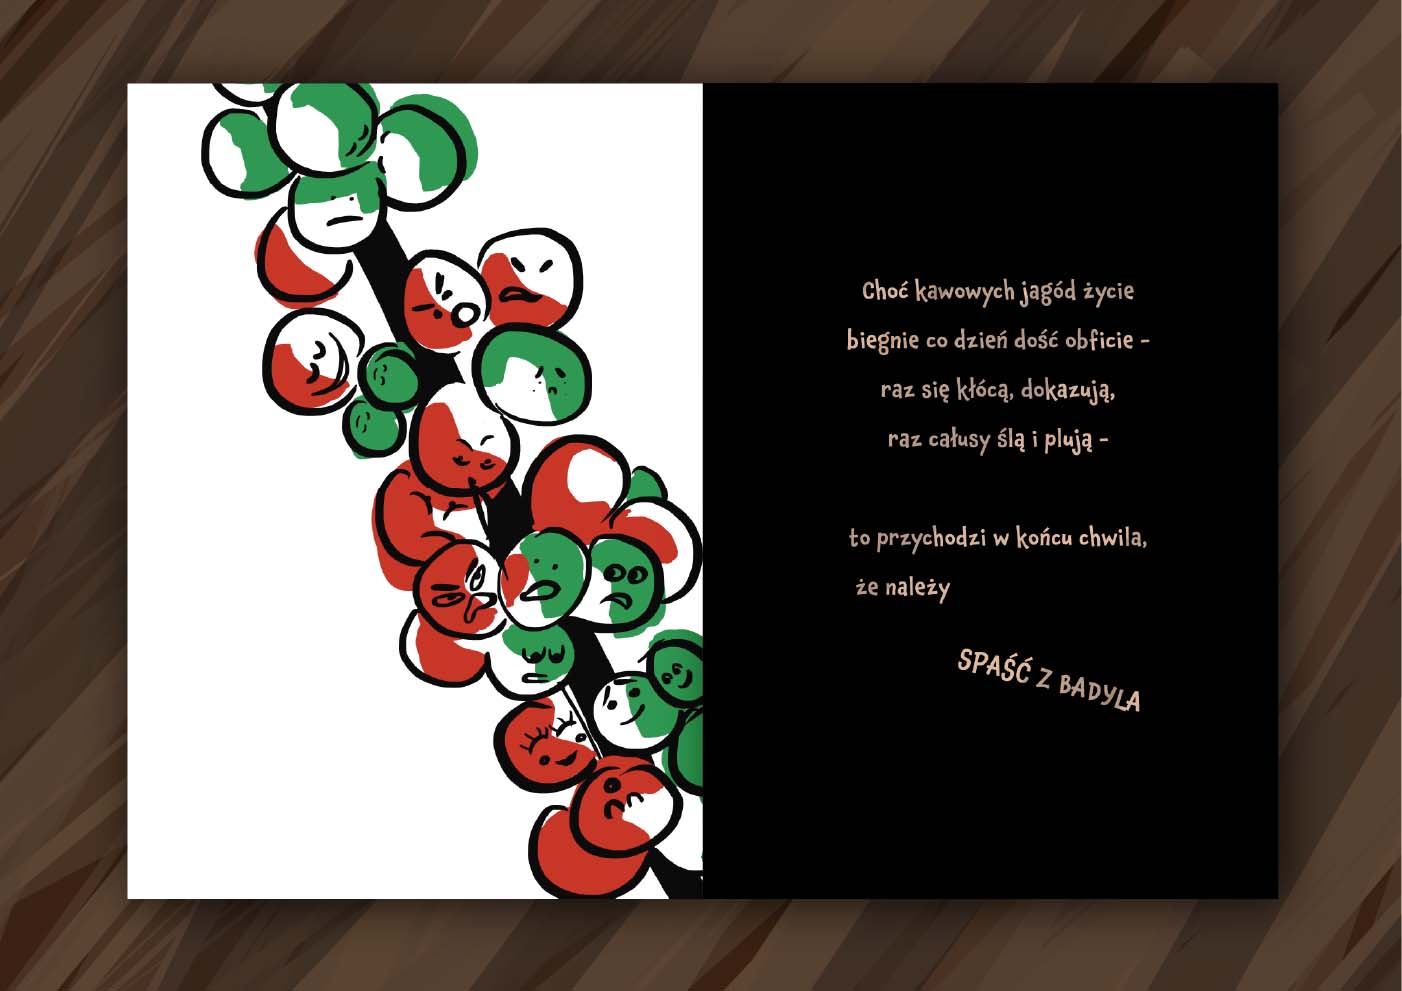 Choć kawowych jagód życie
biegnie co dzień dość obficie -
raz się kłócą, dokazują,
raz całusy ślą i plują -
to przychodzi w końcu chwila,
że należy
SPAŚĆ Z BADYLA